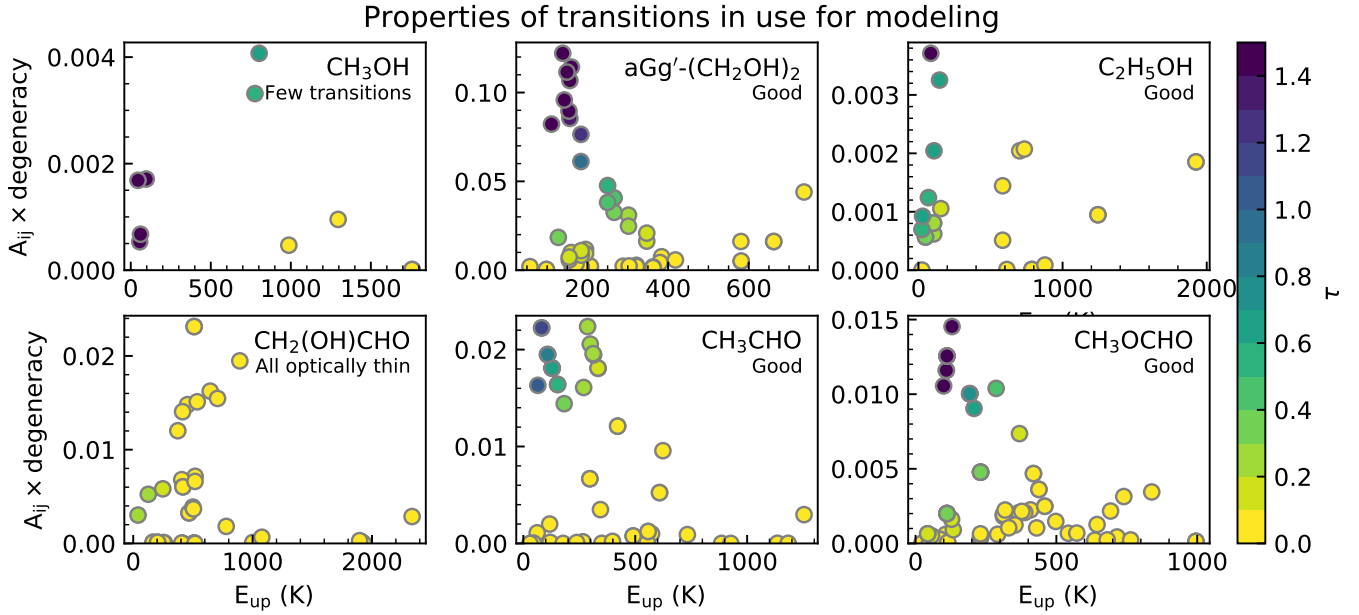 Properties of transitions in use for modeling
CH₃OH
Few transitions
aGg′-(CH₂OH)₂
Good
C₂H₅OH
Good
A_ij × degeneracy
0.004
0.002
0.000
0 500 1000 1500
0.10
0.05
0.00
200 400 600
0.003
0.002
0.001
0.000
0 1000 2000
CH₂(OH)CHO
All optically thin
CH₃CHO
Good
CH₃OCHO
Good
A_ij × degeneracy
0.02
0.01
0.00
0 1000 2000
E_up (K)
0.02
0.01
0.00
0 500 1000
E_up (K)
0.015
0.010
0.005
0.000
0 500 1000
E_up (K)
1.4
1.2
1.0
0.8
0.6
0.4
0.2
0.0
τ